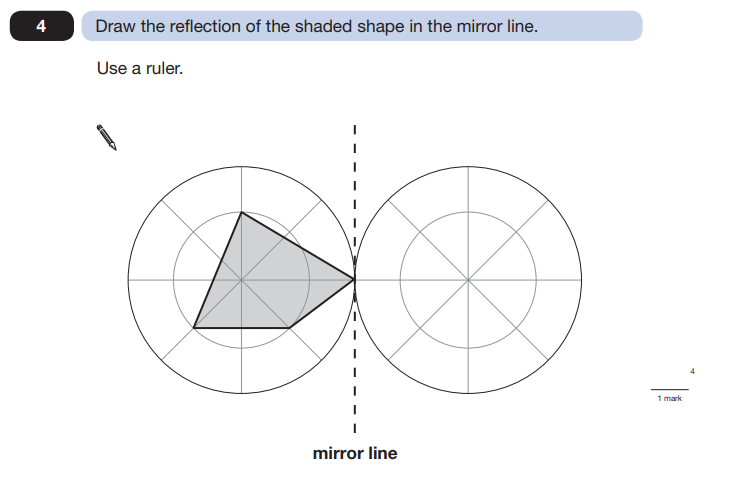 4 Draw the reflection of the shaded shape in the mirror line.
Use a ruler.
4
1 mark
mirror line